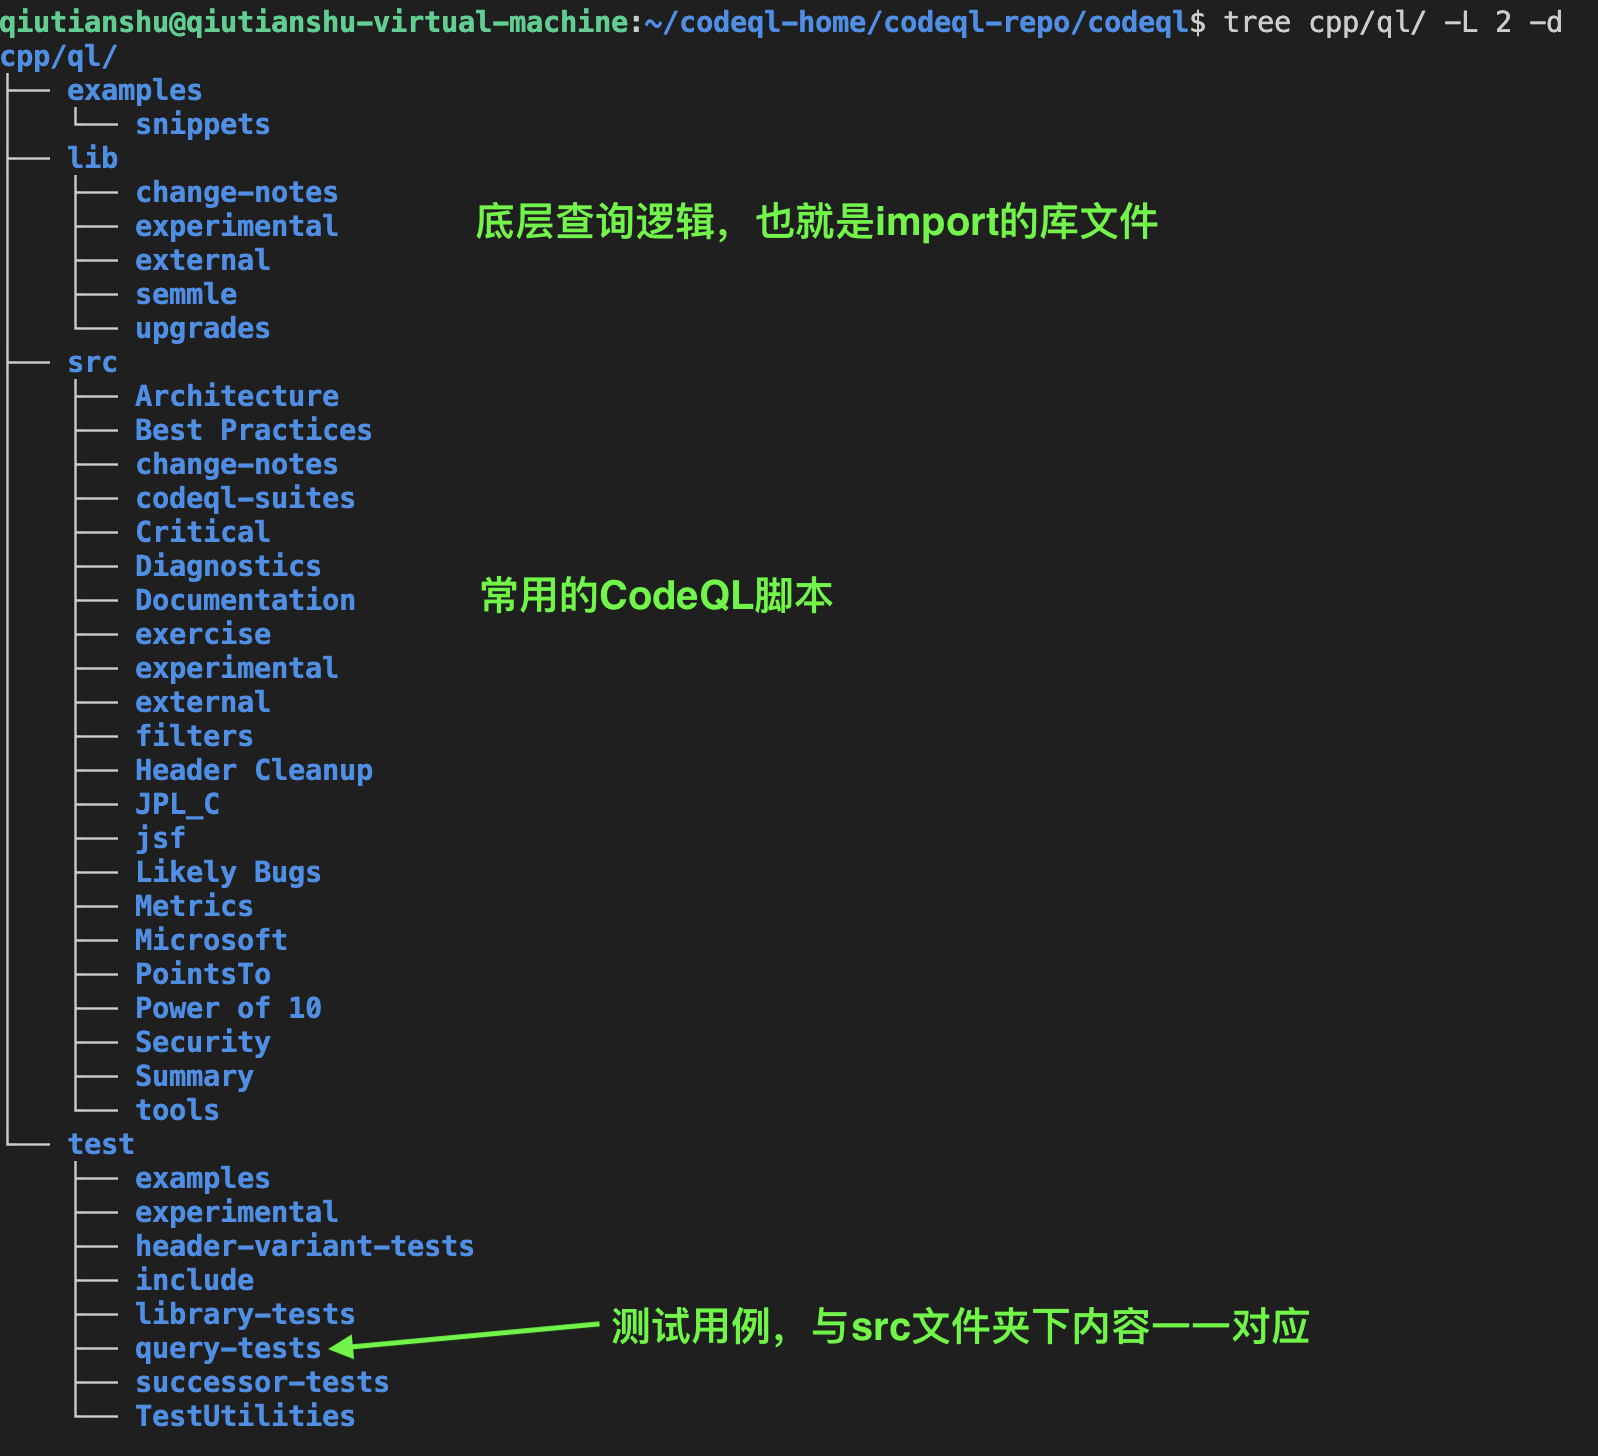 qiutianshu@qiutianshu-virtual-machine:~/codeql-home/codeql-repo/codeql$ tree cpp/ql/ -L 2 -d
cpp/ql/
├── examples
│   └── snippets
├── lib
│   ├── change-notes
│   ├── experimental
底层查询逻辑，也就是import的库文件
│   ├── external
│   ├── semmle
│   └── upgrades
├── src
│   ├── Architecture
│   ├── Best Practices
│   ├── change-notes
│   ├── codeql-suites
│   ├── Critical
│   ├── Diagnostics
│   ├── Documentation
常用的CodeQL脚本
│   ├── exercise
│   ├── experimental
│   ├── external
│   ├── filters
│   ├── Header Cleanup
│   ├── JPL_C
│   ├── jsf
│   ├── Likely Bugs
│   ├── Metrics
│   ├── Microsoft
│   ├── PointsTo
│   ├── Power of 10
│   ├── Security
│   ├── Summary
│   └── tools
└── test
    ├── examples
    ├── experimental
    ├── header-variant-tests
    ├── include
    ├── library-tests
测试用例，与src文件夹下内容一一对应
    ├── query-tests
    ├── successor-tests
    └── TestUtilities